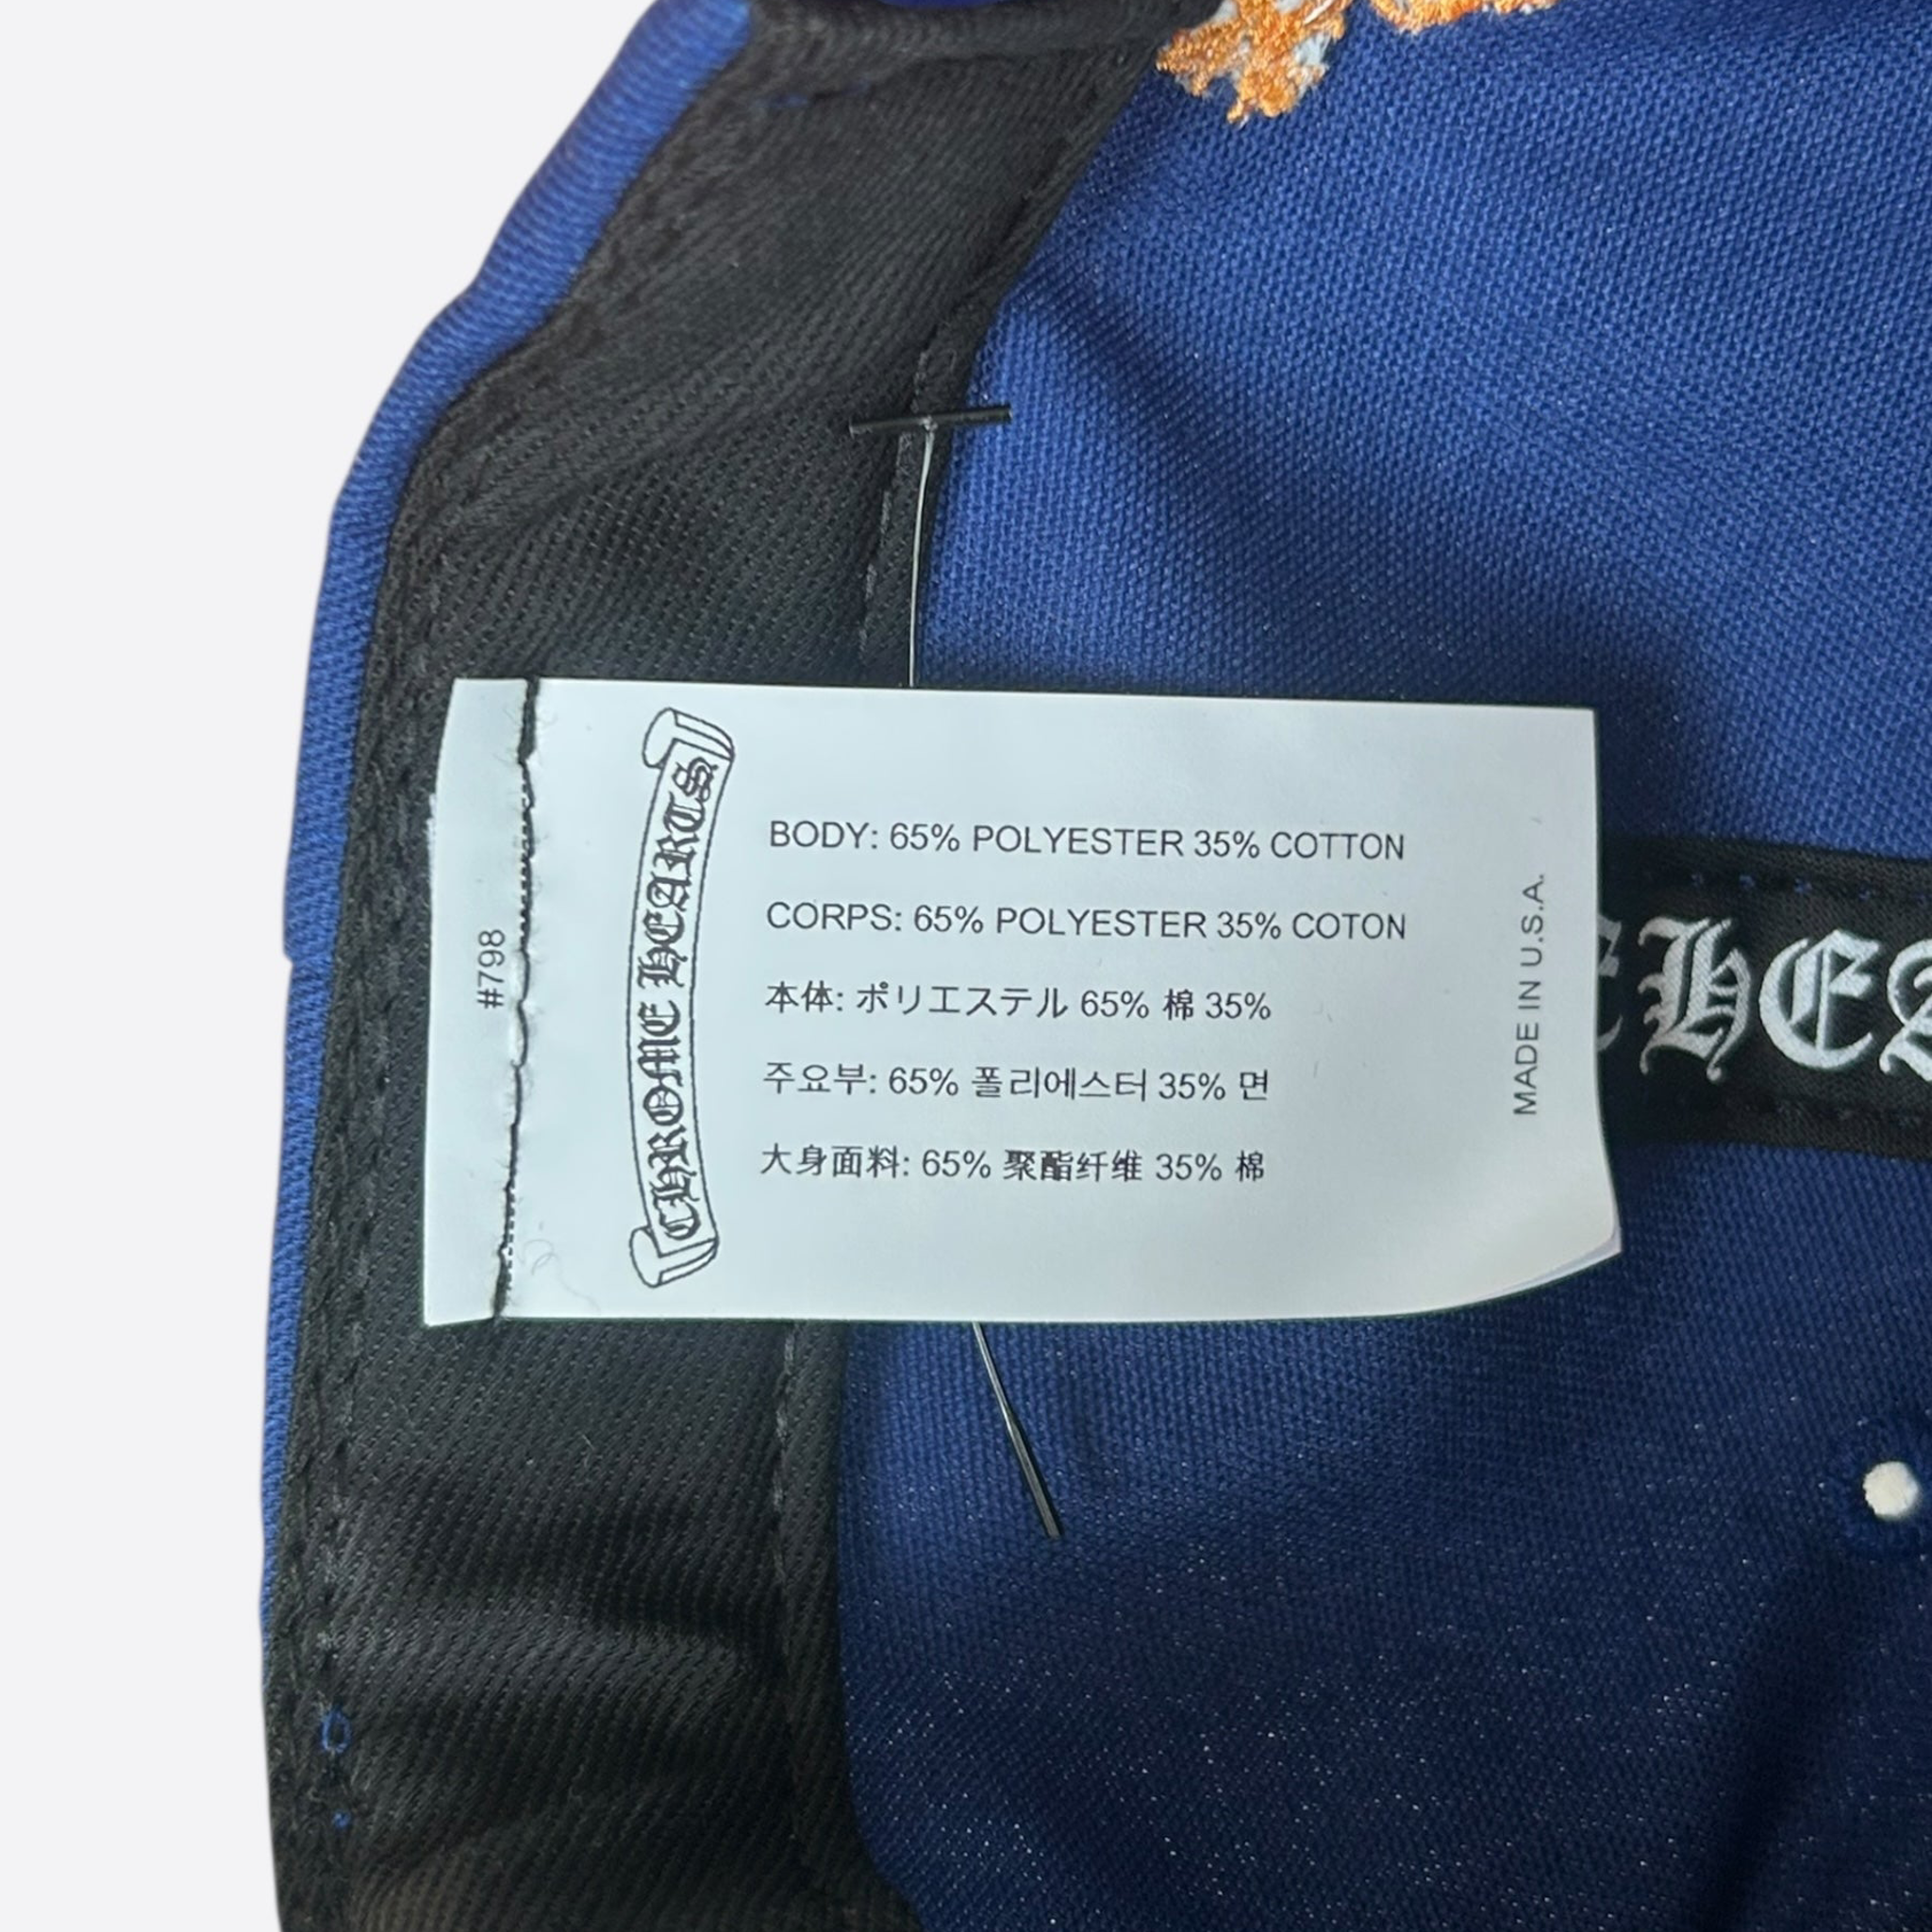 #798
CHROME HEARTS
BODY: 65% POLYESTER 35% COTTON
CORPS: 65% POLYESTER 35% COTON
本体: ポリエステル 65% 棉 35%
주요부: 65% 폴리에스터 35% 면
大身面料: 65% 聚酯纤维 35% 棉
MADE IN U.S.A.